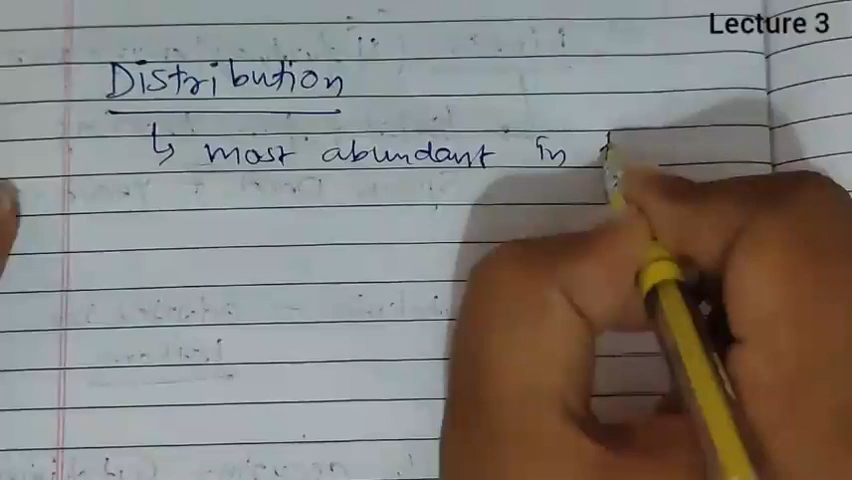 Lecture 3
Distribution
↳ most abundant in